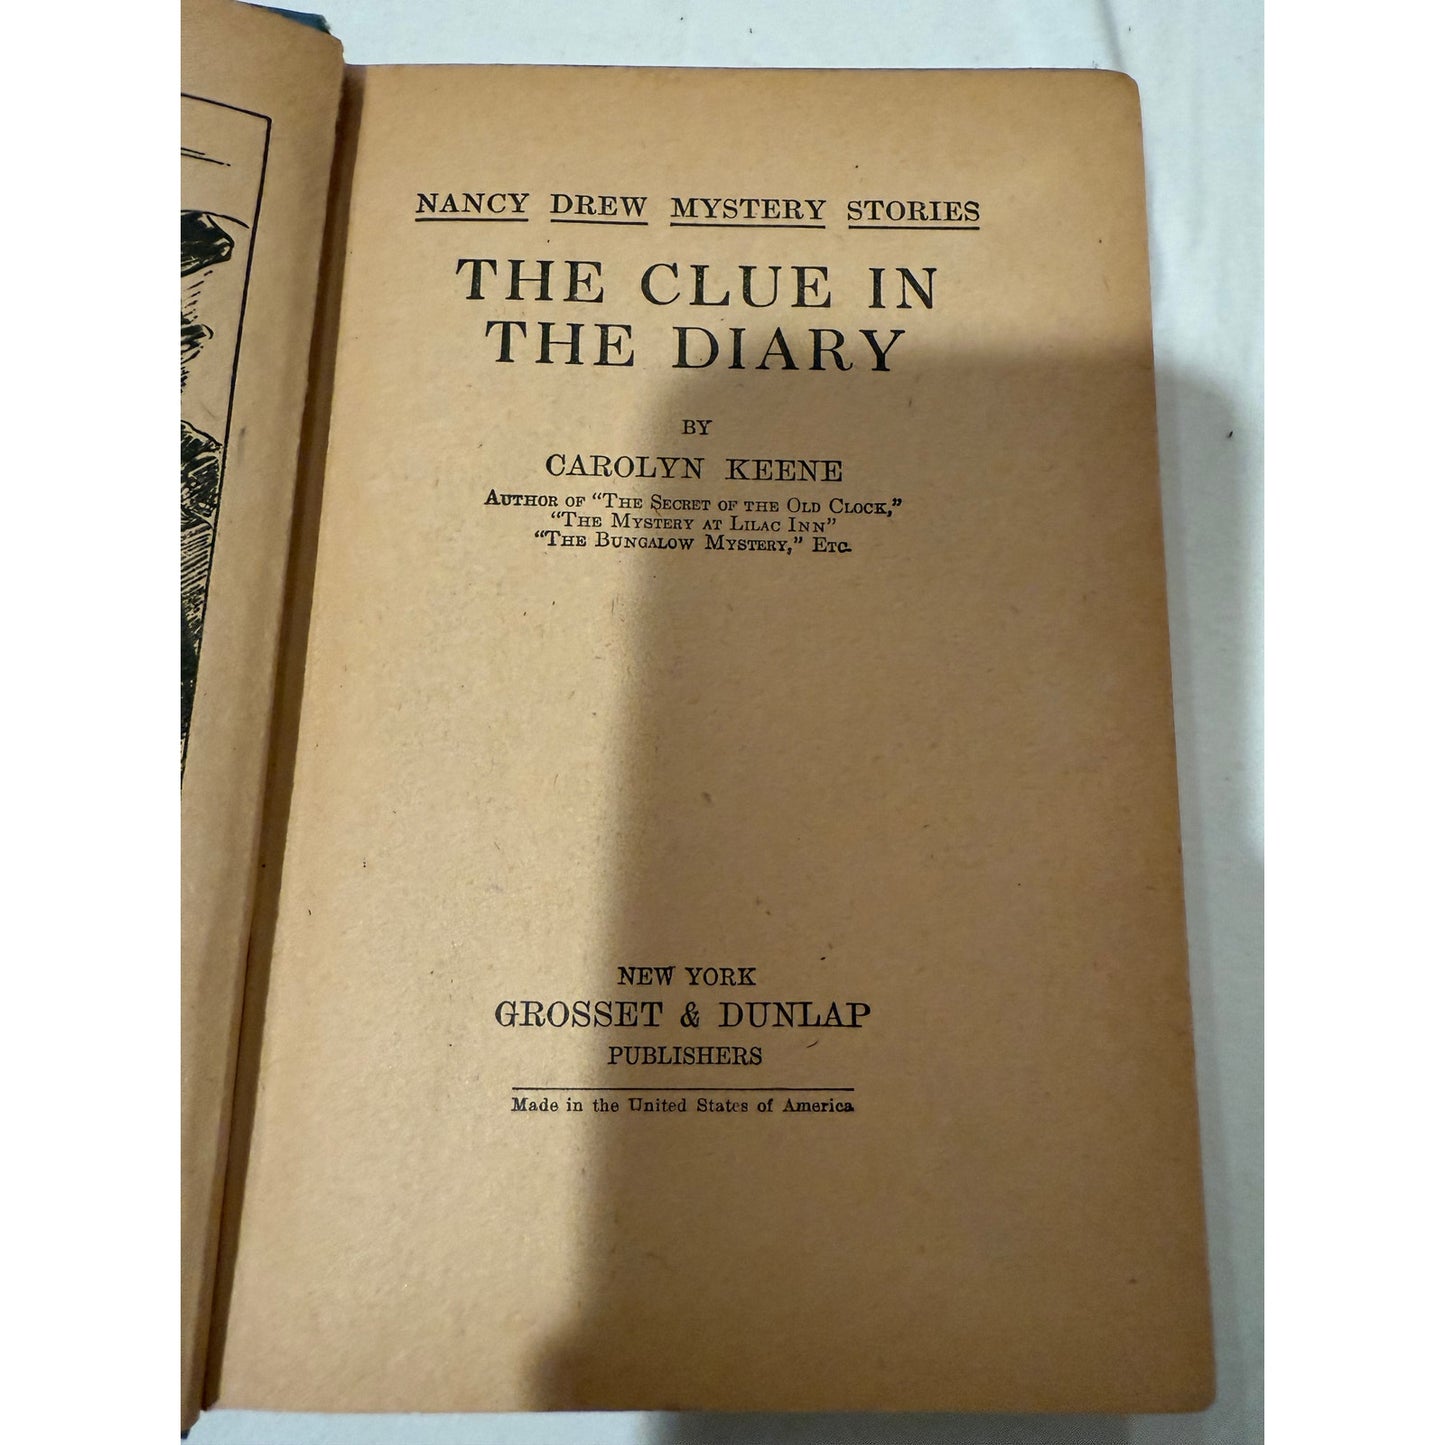 NANCY DREW MYSTERY STORIES
THE CLUE IN
THE DIARY
BY
CAROLYN KEENE
AUTHOR OF "THE SECRET OF THE OLD CLOCK,"
"THE MYSTERY AT LILAC INN"
"THE BUNGALOW MYSTERY," ETC.
NEW YORK
GROSSET & DUNLAP
PUBLISHERS
Made in the United States of America